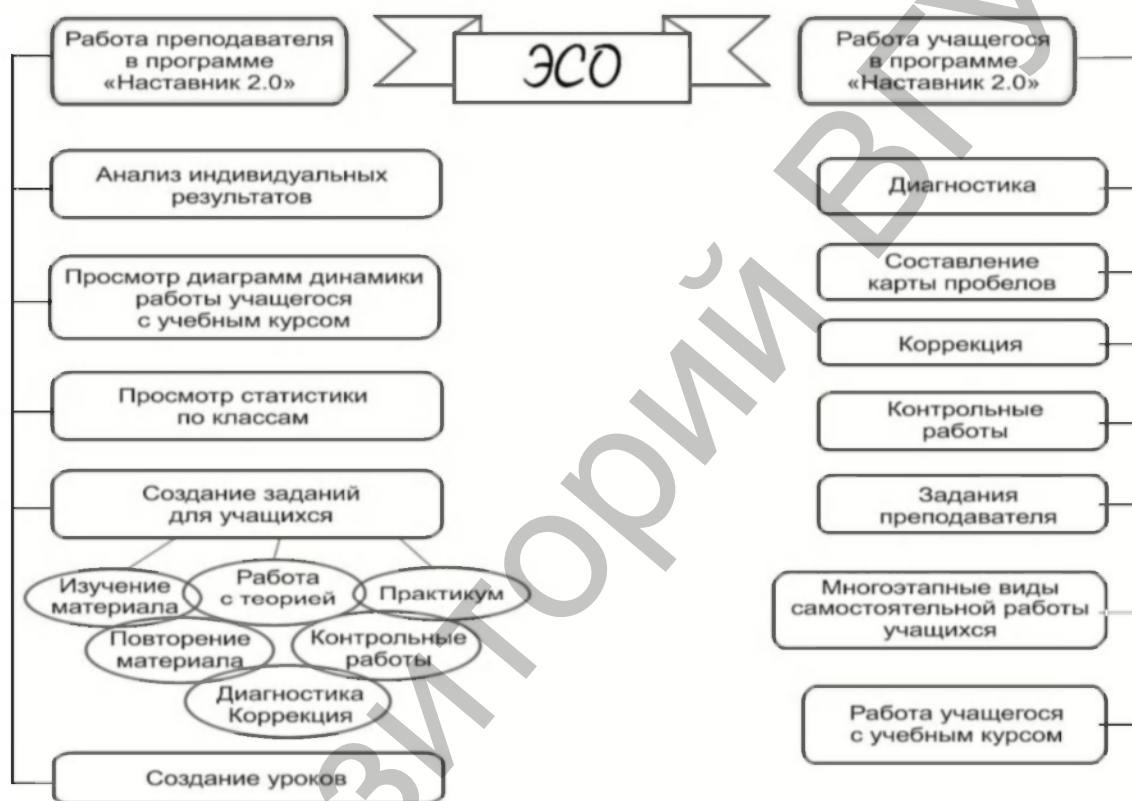 ЭСО
Работа преподавателя
в программе
«Наставник 2.0»
Анализ индивидуальных
результатов
Просмотр диаграмм динамики
работы учащегося
с учебным курсом
Просмотр статистики
по классам
Создание заданий
для учащихся
Изучение
материала
Работа
с теорией
Практикум
Повторение
материала
Контрольные
работы
Диагностика
Коррекция
Создание уроков
Работа учащегося
в программе
«Наставник 2.0»
Диагностика
Составление
карты пробелов
Коррекция
Контрольные
работы
Задания
преподавателя
Многоэтапные виды
самостоятельной работы
учащихся
Работа учащегося
с учебным курсом
зиторий ВГУ